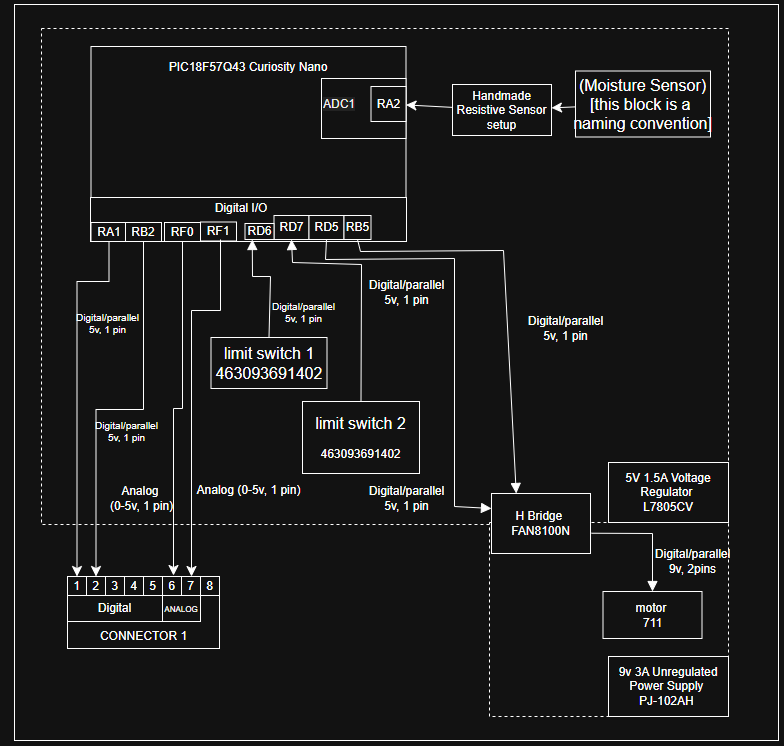 PIC18F57Q43 Curiosity Nano
ADC1
RA2
Handmade
Resistive Sensor
setup
(Moisture Sensor)
[this block is a
naming convention]
Digital I/O
RA1
RB2
RF0
RF1
RD6
RD7
RD5
RB5
Digital/parallel
5v, 1 pin
Digital/parallel
5v, 1 pin
Digital/parallel
5v, 1 pin
Digital/parallel
5v, 1 pin
limit switch 1
463093691402
limit switch 2
463093691402
Digital/parallel
5v, 1 pin
Analog
(0-5v, 1 pin)
Analog (0-5v, 1 pin)
Digital/parallel
5v, 1 pin
5V 1.5A Voltage
Regulator
L7805CV
H Bridge
FAN8100N
Digital/parallel
9v, 2pins
motor
711
9v 3A Unregulated
Power Supply
PJ-102AH
1 2 3 4 5 6 7 8
Digital
ANALOG
CONNECTOR 1